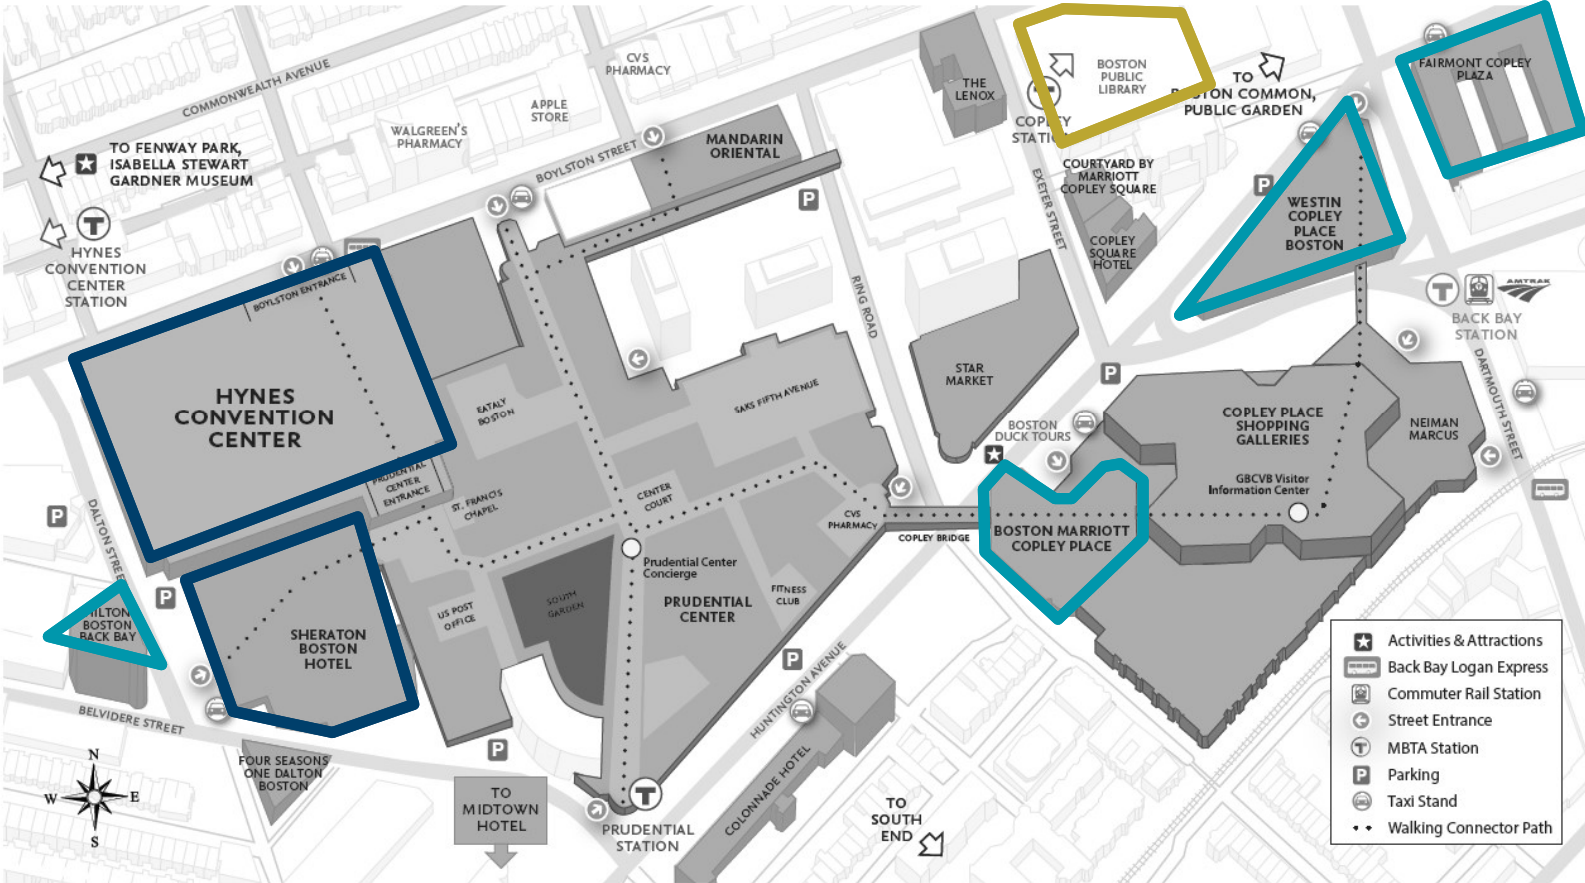 COMMONWEALTH AVENUE
CVS
PHARMACY
APPLE
STORE
WALGREEN'S
PHARMACY
BOYLSTON STREET
MANDARIN
ORIENTAL
THE
LENOX
BOSTON
PUBLIC
LIBRARY
COPLEY
STATION
TO
BOSTON COMMON,
PUBLIC GARDEN
FAIRMONT COPLEY
PLAZA
TO FENWAY PARK,
ISABELLA STEWART
GARDNER MUSEUM
T
HYNES
CONVENTION
CENTER
STATION
P
EXETER STREET
COURTYARD BY
MARRIOTT
COPLEY SQUARE
COPLEY
SQUARE
HOTEL
P
WESTIN
COPLEY
PLACE
BOSTON
T
AMTRAK
BACK BAY
STATION
DARTMOUTH STREET
BOYLSTON ENTRANCE
HYNES
CONVENTION
CENTER
PRUDENTIAL
CENTER
ENTRANCE
EATALY
BOSTON
SAKS FIFTH AVENUE
RING ROAD
STAR
MARKET
P
BOSTON
DUCK TOURS
COPLEY PLACE
SHOPPING
GALLERIES
NEIMAN
MARCUS
GBCVB Visitor
Information Center
ST. FRANCIS
CHAPEL
CENTER
COURT
CVS
PHARMACY
COPLEY BRIDGE
BOSTON MARRIOTT
COPLEY PLACE
P
DALTON STREET
P
HILTON
BOSTON
BACK BAY
SHERATON
BOSTON
HOTEL
US POST
OFFICE
SOUTH
GARDEN
Prudential Center
Concierge
PRUDENTIAL
CENTER
FITNESS
CLUB
P
HUNTINGTON AVENUE
BELVIDERE STREET
FOUR SEASONS
ONE DALTON
BOSTON
P
TO
MIDTOWN
HOTEL
T
PRUDENTIAL
STATION
COLONNADE HOTEL
TO
SOUTH
END
N
W E
S
Activities & Attractions
Back Bay Logan Express
Commuter Rail Station
Street Entrance
T MBTA Station
P Parking
Taxi Stand
Walking Connector Path